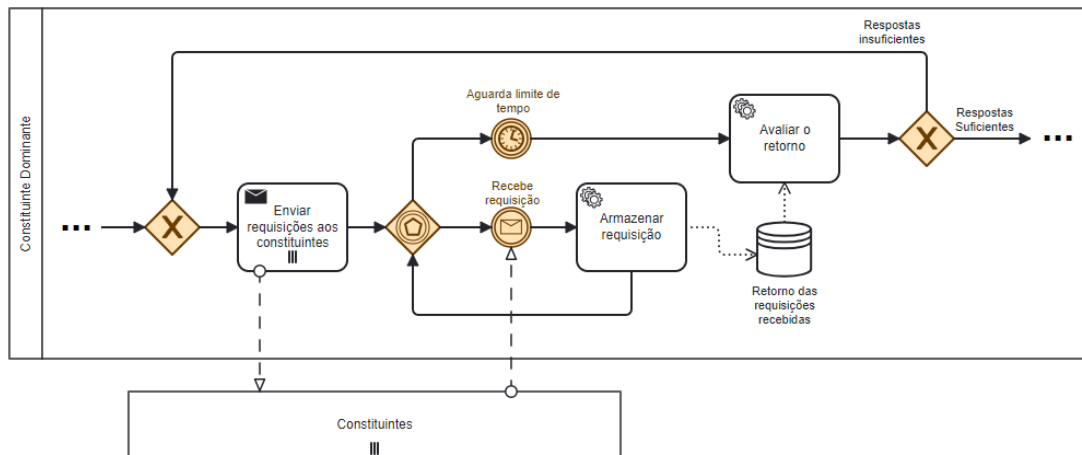 Constituinte Dominante
Respostas
insuficientes
Aguarda limite de
tempo
Avaliar o
retorno
Respostas
Suficientes
...
...
Enviar
requisições aos
constituintes
Recebe
requisição
Armazenar
requisição
Retorno das
requisições
recebidas
Constituintes